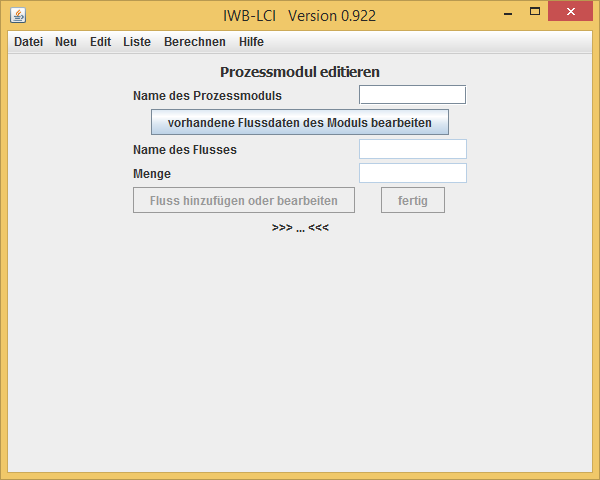 IWB-LCI Version 0.922
Datei Neu Edit Liste Berechnen Hilfe
Prozessmodul editieren
Name des Prozessmoduls
vorhandene Flussdaten des Moduls bearbeiten
Name des Flusses
Menge
Fluss hinzufügen oder bearbeiten fertig
>>> ... <<<